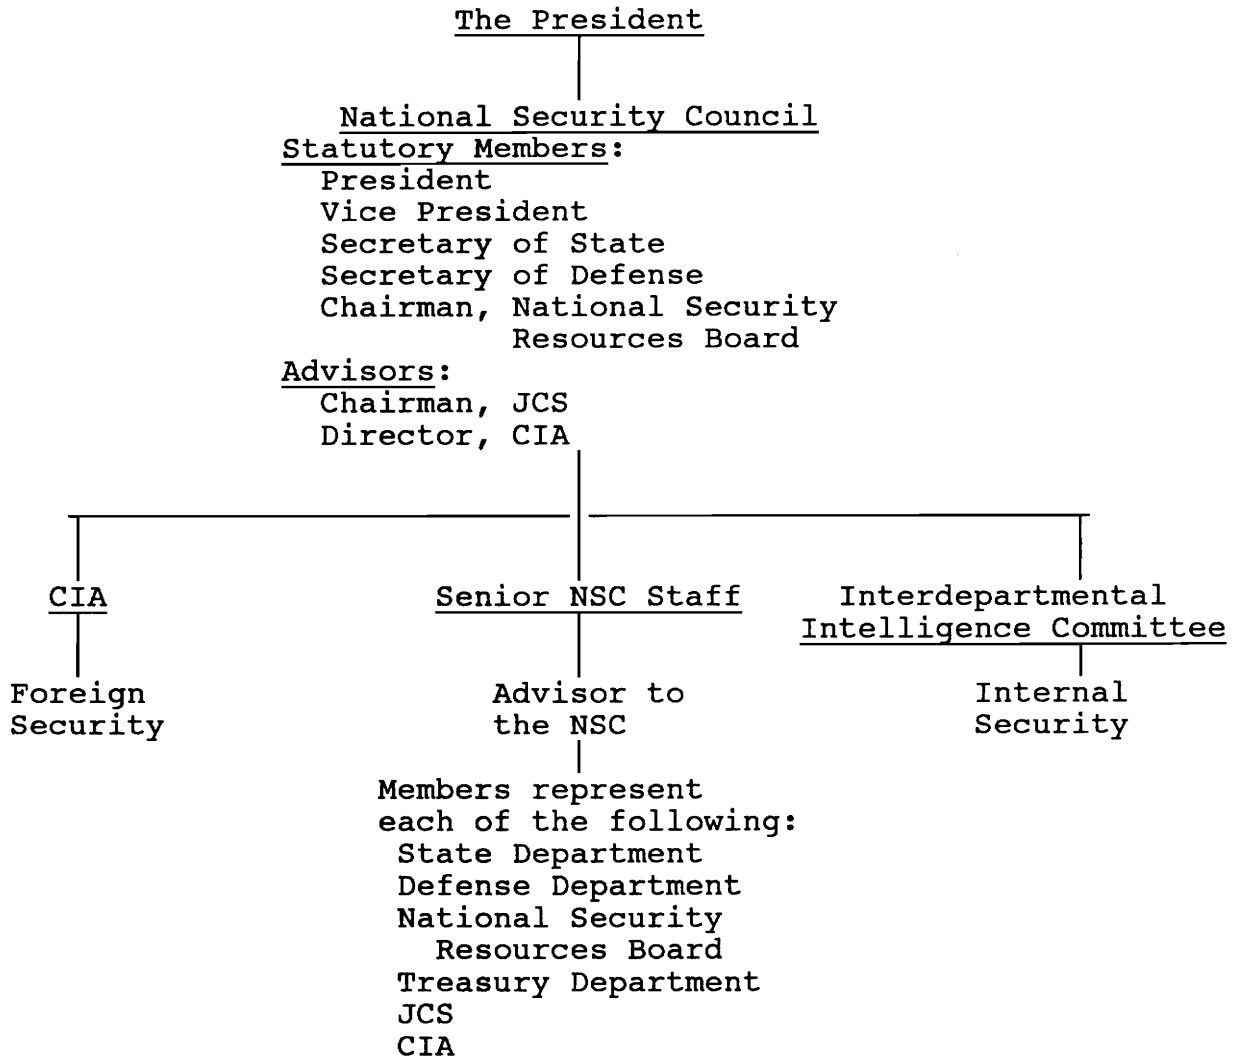 The President
National Security Council
Statutory Members:
President
Vice President
Secretary of State
Secretary of Defense
Chairman, National Security
Resources Board
Advisors:
Chairman, JCS
Director, CIA
CIA
Senior NSC Staff
Interdepartmental
Intelligence Committee
Foreign
Security
Advisor to
the NSC
Internal
Security
Members represent
each of the following:
State Department
Defense Department
National Security
Resources Board
Treasury Department
JCS
CIA